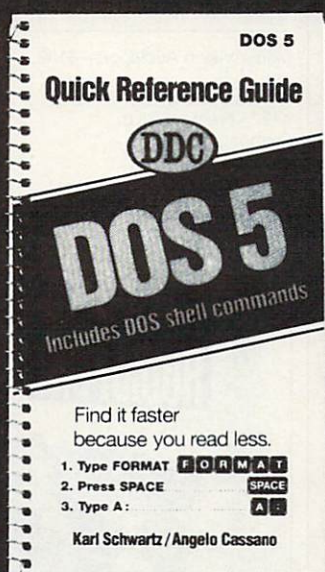 DOS 5
Quick Reference Guide
DDC
DOS 5
Includes DOS shell commands
Find it faster
because you read less.
1. Type FORMAT FORMAT
2. Press SPACE SPACE
3. Type A: A:
Karl Schwartz/Angelo Cassano